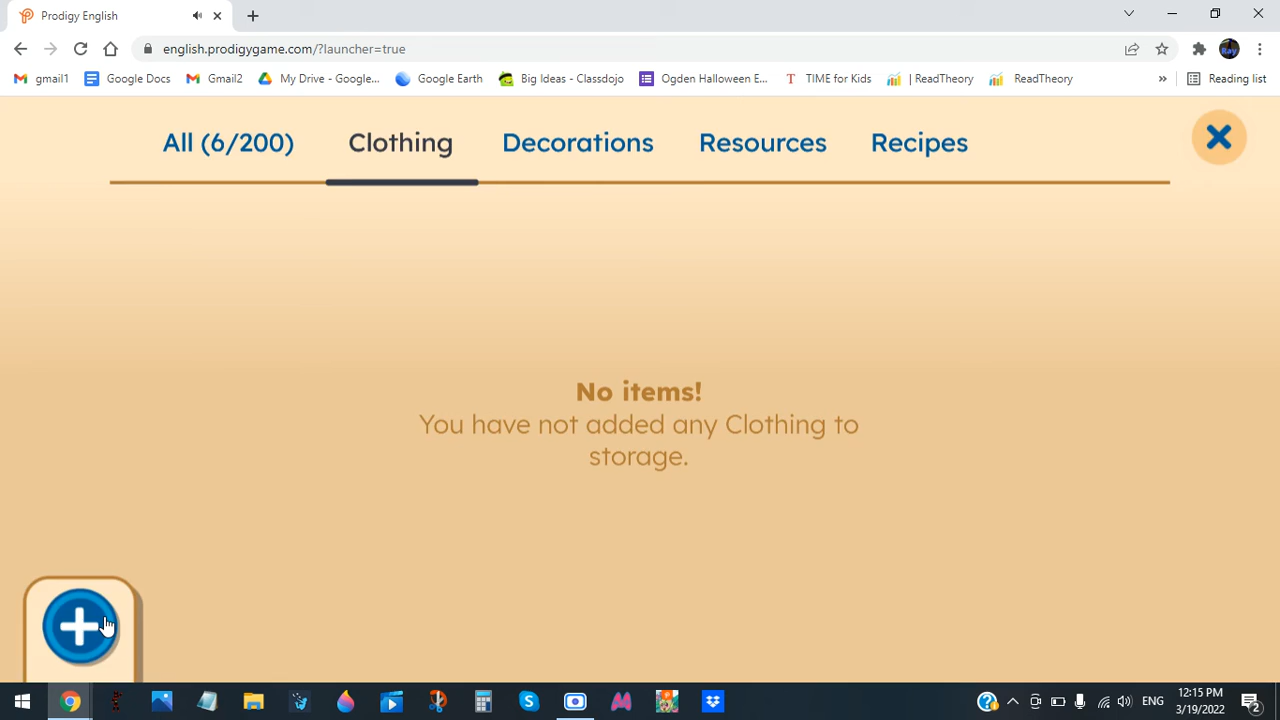 Prodigy English
english.prodigygame.com/?launcher=true
gmail1 Google Docs Gmail2 My Drive - Google... Google Earth Big Ideas - Classdojo Ogden Halloween E... TIME for Kids | ReadTheory ReadTheory » Reading list
All (6/200) Clothing Decorations Resources Recipes
No items!
You have not added any Clothing to
storage.
ENG
12:15 PM
3/19/2022
2